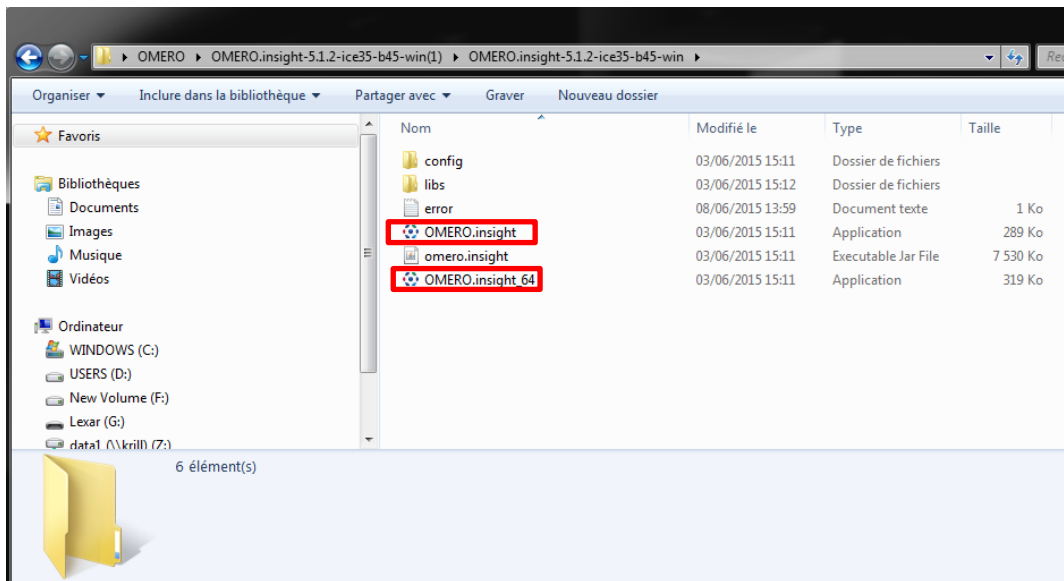 OMERO OMERO.insight-5.1.2-ice35-b45-win(1) OMERO.insight-5.1.2-ice35-b45-win
Organiser Inclure dans la bibliothèque Partager avec Graver Nouveau dossier
Favoris
Bibliothèques
Documents
Images
Musique
Vidéos
Ordinateur
WINDOWS (C:)
USERS (D:)
New Volume (F:)
Lexar (G:)
data1 (\\krill) (Z:)
Nom Modifié le Type Taille
config 03/06/2015 15:11 Dossier de fichiers
libs 03/06/2015 15:12 Dossier de fichiers
error 08/06/2015 13:59 Document texte 1 Ko
OMERO.insight 03/06/2015 15:11 Application 289 Ko
omero.insight 03/06/2015 15:11 Executable Jar File 7 530 Ko
OMERO.insight_64 03/06/2015 15:11 Application 319 Ko
6 élément(s)